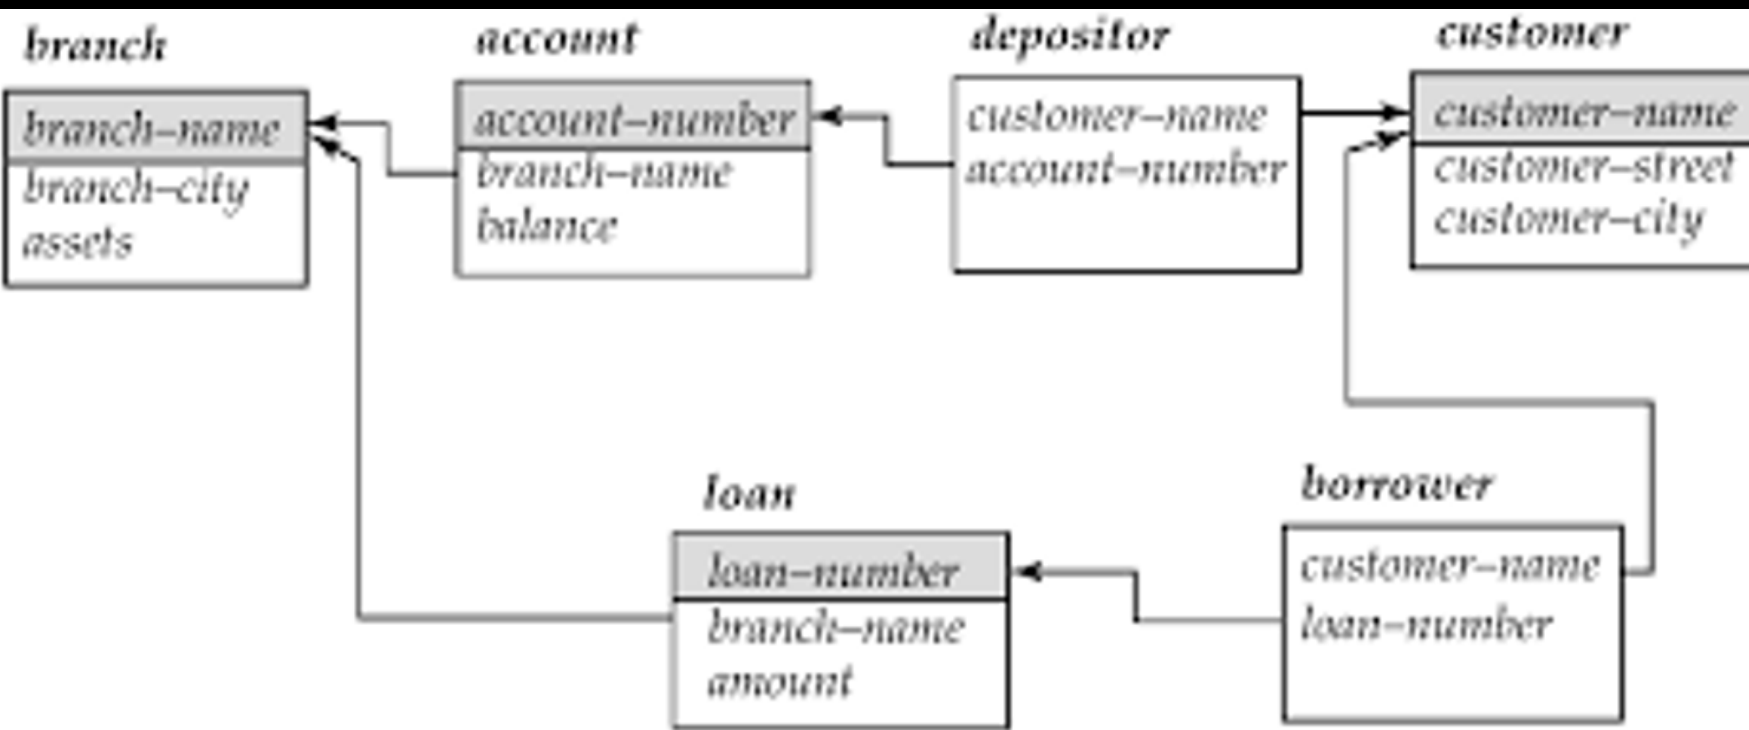 branch
branch-name
branch-city
assets
account
account-number
branch-name
balance
depositor
customer-name
account-number
customer
customer-name
customer-street
customer-city
loan
loan-number
branch-name
amount
borrower
customer-name
loan-number